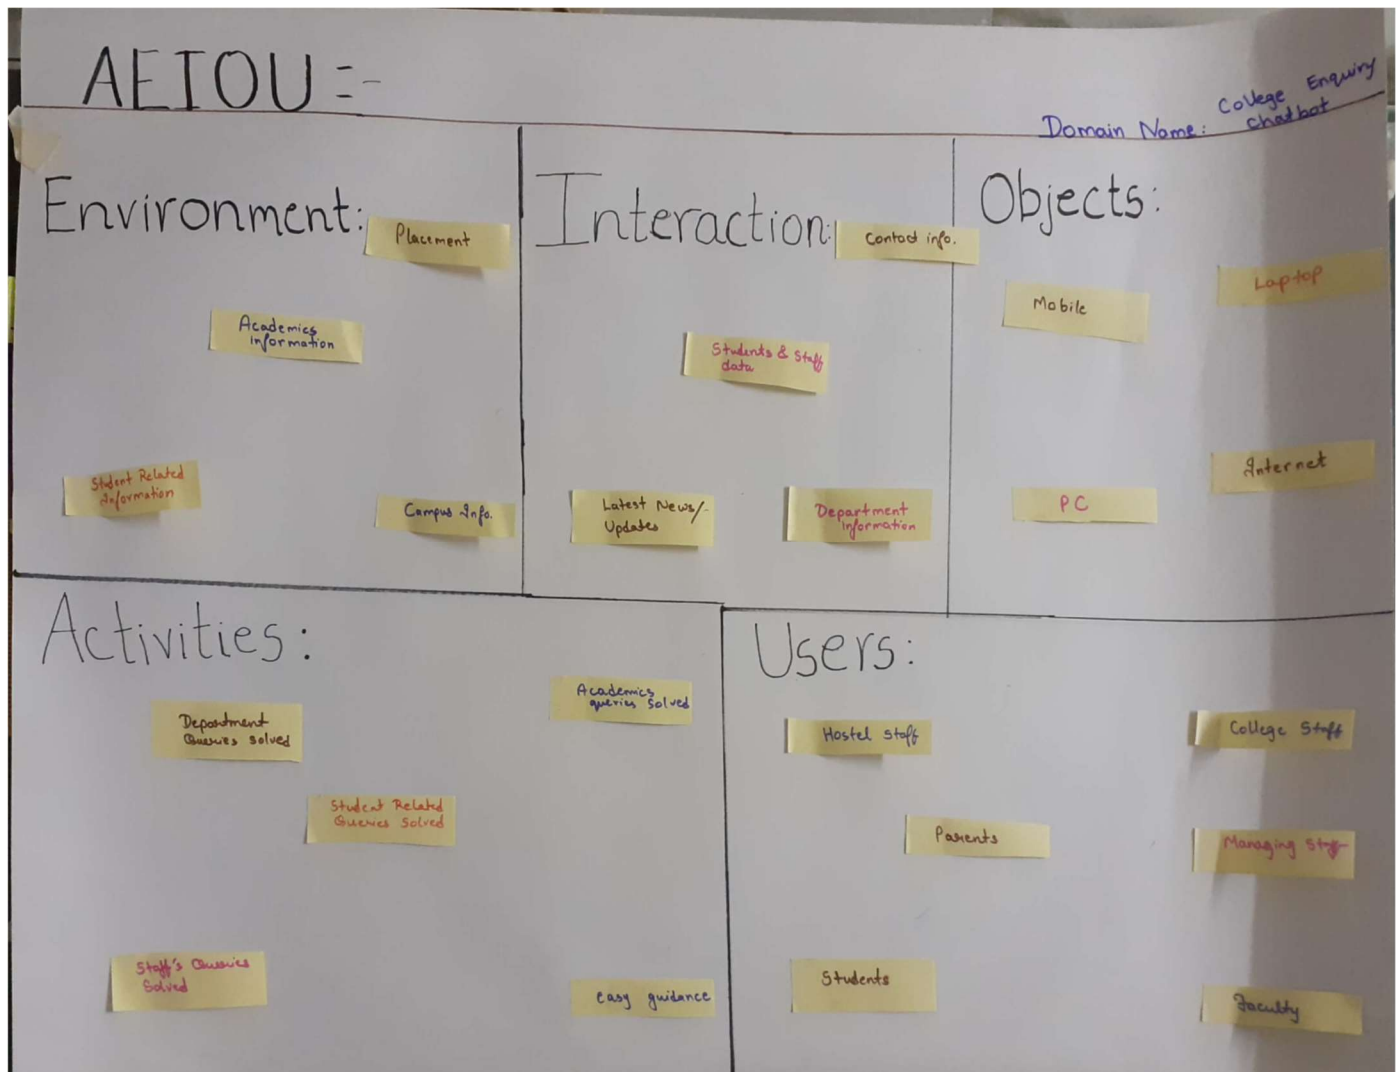 AEIOU :-
Domain Name: College Enquiry
chatbot
Environment:
Placement
Academics
information
Student Related
Information
Campus Info.
Interaction:
Contact info.
Students & Staff
data
Latest News/-
Updates
Department
information
Objects:
Mobile
Laptop
PC
Internet
Activities:
Department
Queries solved
Academics
queries solved
Student Related
Queries Solved
Staff's Queries
Solved
easy guidance
Users:
Hostel staff
College Staff
Parents
Managing Staff
Students
Faculty